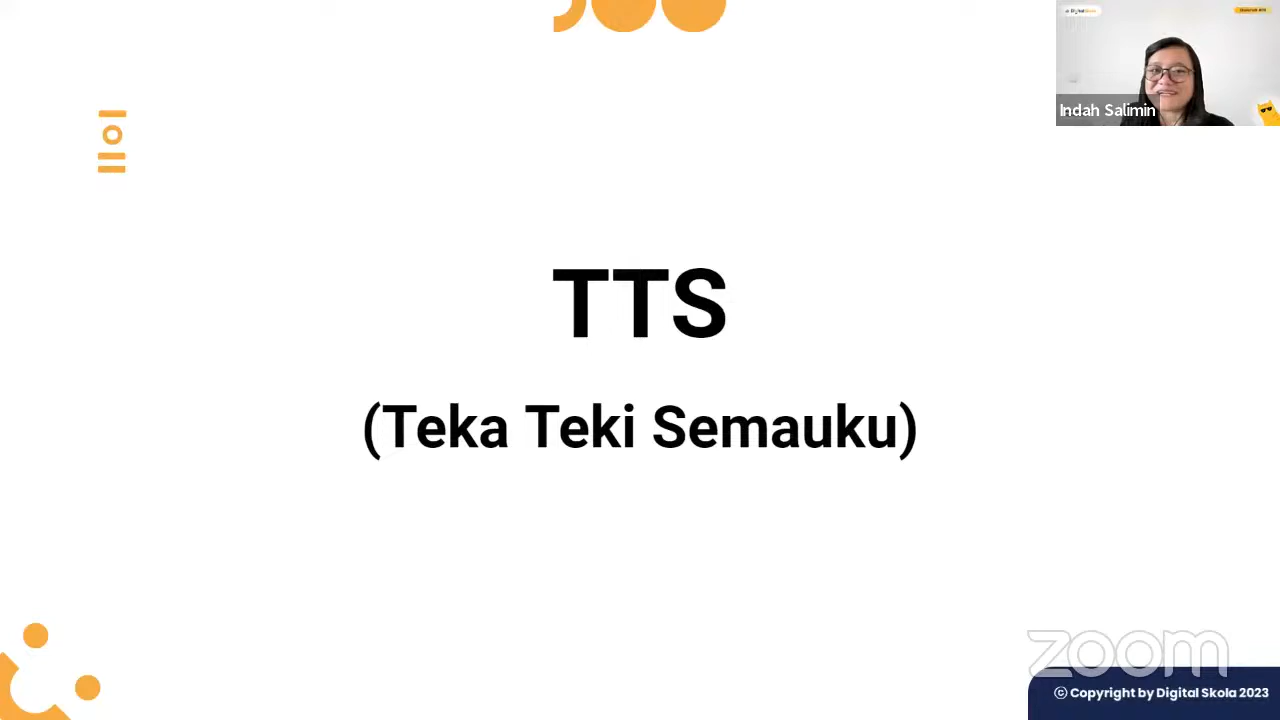 TTS
(Teka Teki Semauku)
Indah Salimin
zoom
© Copyright by Digital Skola 2023